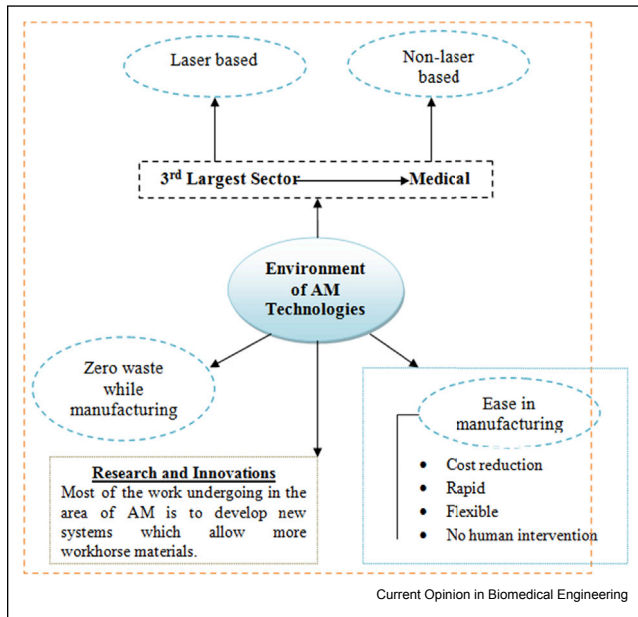 Laser based
Non-laser
based
3rd Largest Sector
Medical
Environment
of AM
Technologies
Zero waste
while
manufacturing
Ease in
manufacturing
• Cost reduction
• Rapid
• Flexible
• No human intervention
Research and Innovations
Most of the work undergoing in the
area of AM is to develop new
systems which allow more
workhorse materials.
Current Opinion in Biomedical Engineering